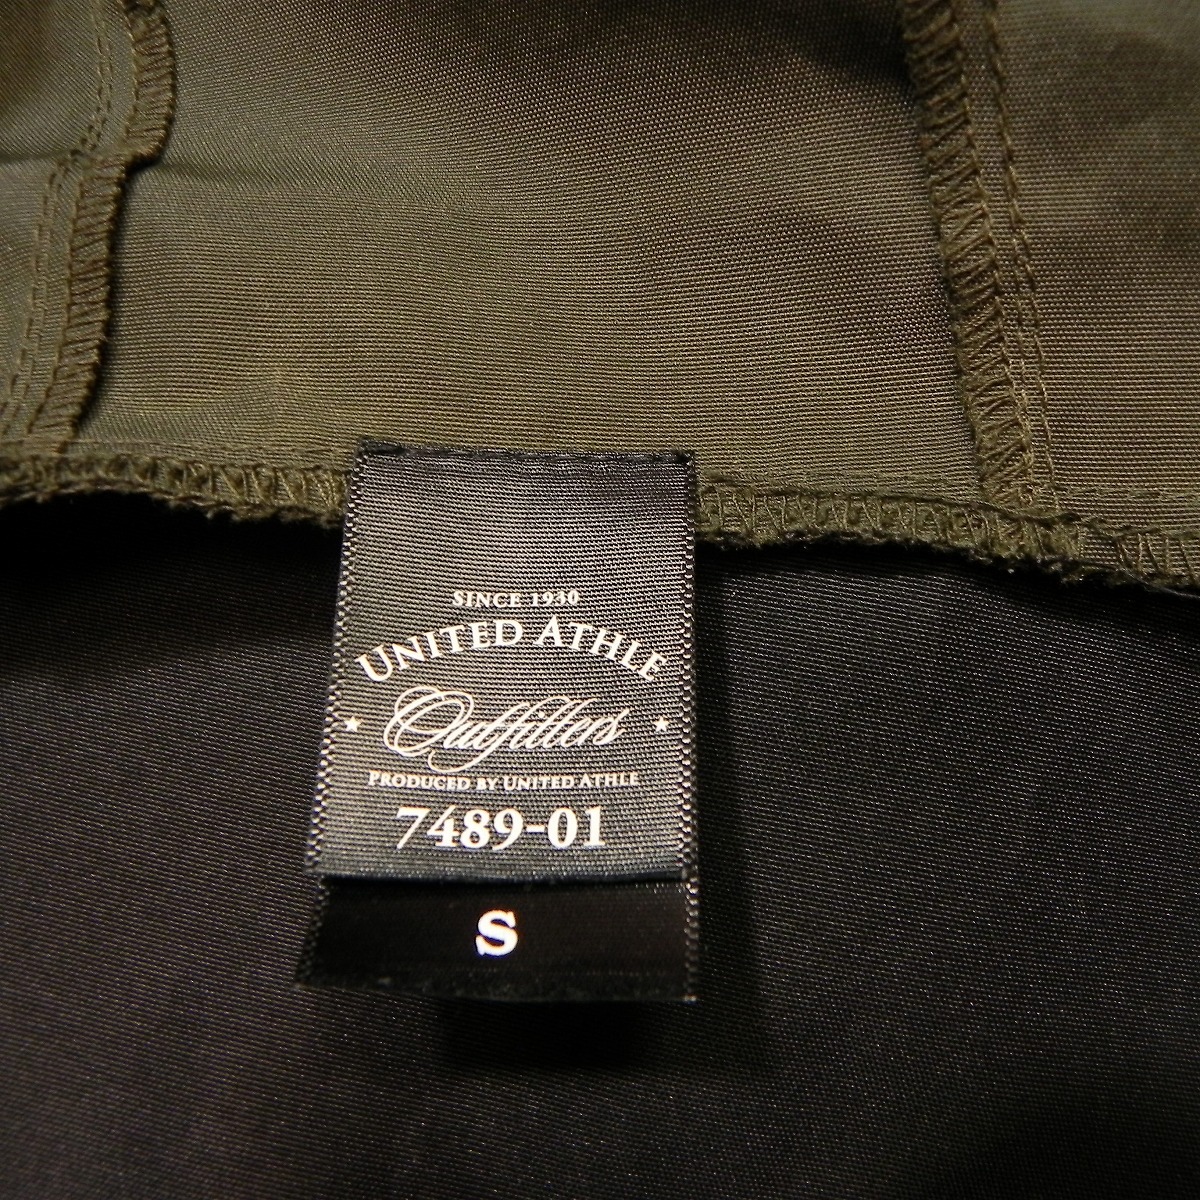 SINCE 1930
UNITED ATHLE
Outfitters
PRODUCED BY UNITED ATHLE
7489-01
S